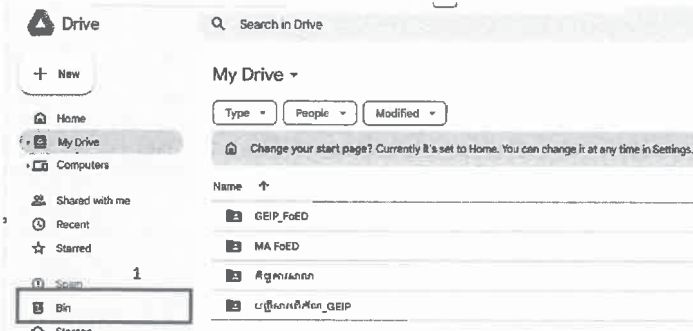 Drive
Search in Drive
New
My Drive
Type
People
Modified
Home
My Drive
Computers
Change your start page? Currently it's set to Home. You can change it at any time in Settings.
Name
Shared with me
Recent
Starred
GEIP_FoED
MA FoED
Spam
1
Bin
Storage